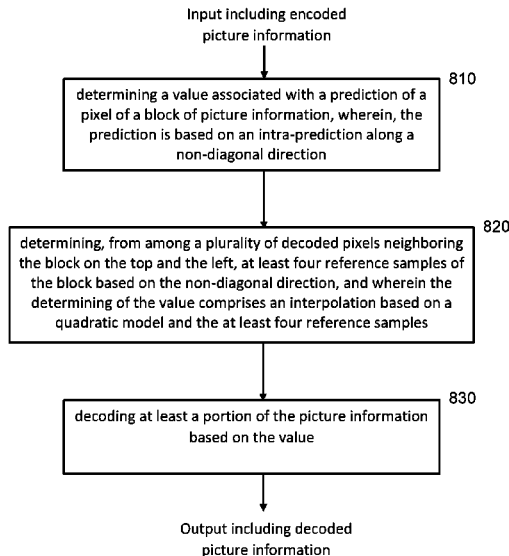 Input including encoded
picture information
810
determining a value associated with a prediction of a
pixel of a block of picture information, wherein, the
prediction is based on an intra-prediction along a
non-diagonal direction
820
determining, from among a plurality of decoded pixels neighboring
the block on the top and the left, at least four reference samples of
the block based on the non-diagonal direction, and wherein the
determining of the value comprises an interpolation based on a
quadratic model and the at least four reference samples
830
decoding at least a portion of the picture information
based on the value
Output including decoded
picture information